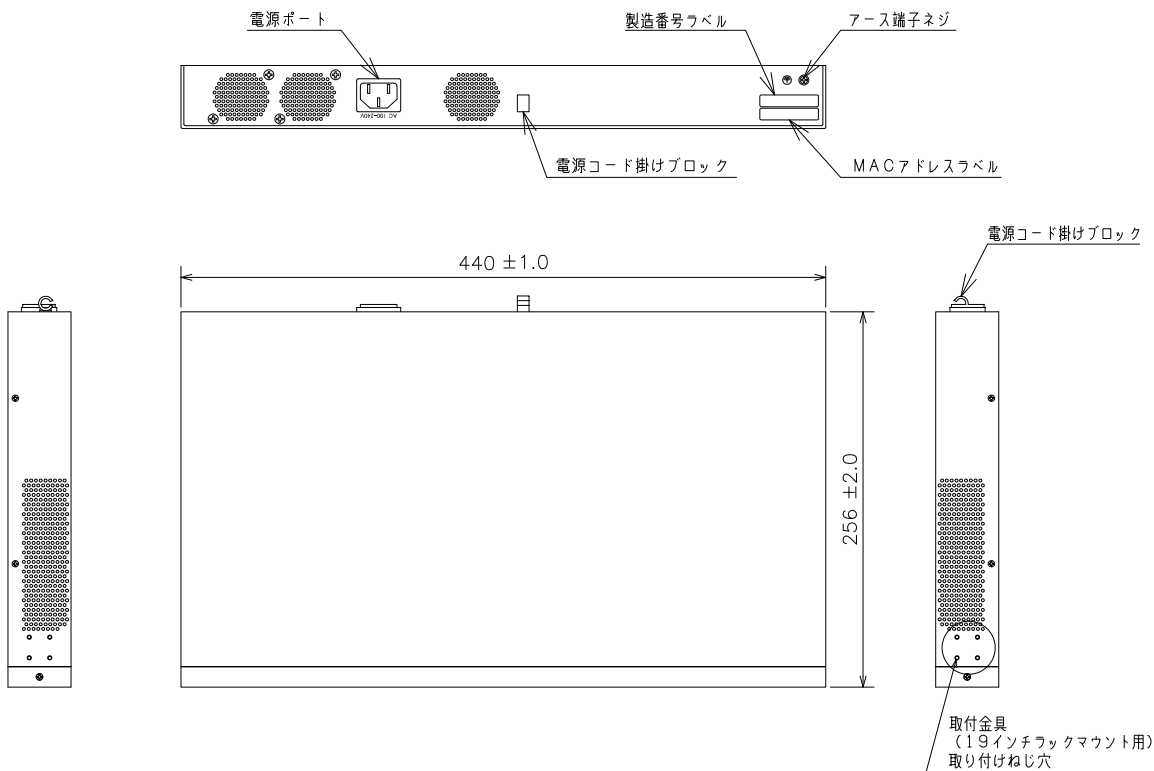 電源ポート
製造番号ラベル
アース端子ネジ
AC 100-240V
電源コード掛けブロック
MACアドレスラベル
電源コード掛けブロック
440 ±1.0
256 ±2.0
取付金具
(19インチラックマウント用)
取り付けねじ穴